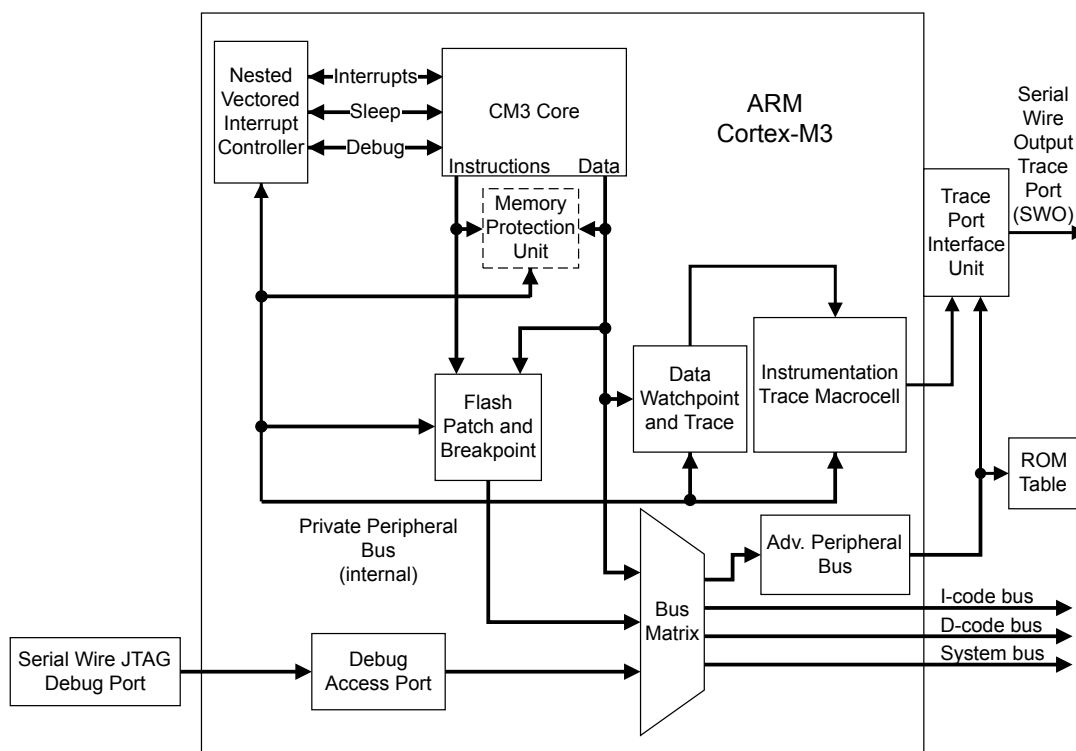 Nested
Vectored
Interrupt
Controller
Interrupts
Sleep
Debug
CM3 Core
Instructions
Data
ARM
Cortex-M3
Serial
Wire
Output
Trace
Port
(SWO)
Memory
Protection
Unit
Trace
Port
Interface
Unit
Flash
Patch and
Breakpoint
Data
Watchpoint
and Trace
Instrumentation
Trace Macrocell
ROM
Table
Private Peripheral
Bus
(internal)
Adv. Peripheral
Bus
Bus
Matrix
I-code bus
D-code bus
System bus
Serial Wire JTAG
Debug Port
Debug
Access Port